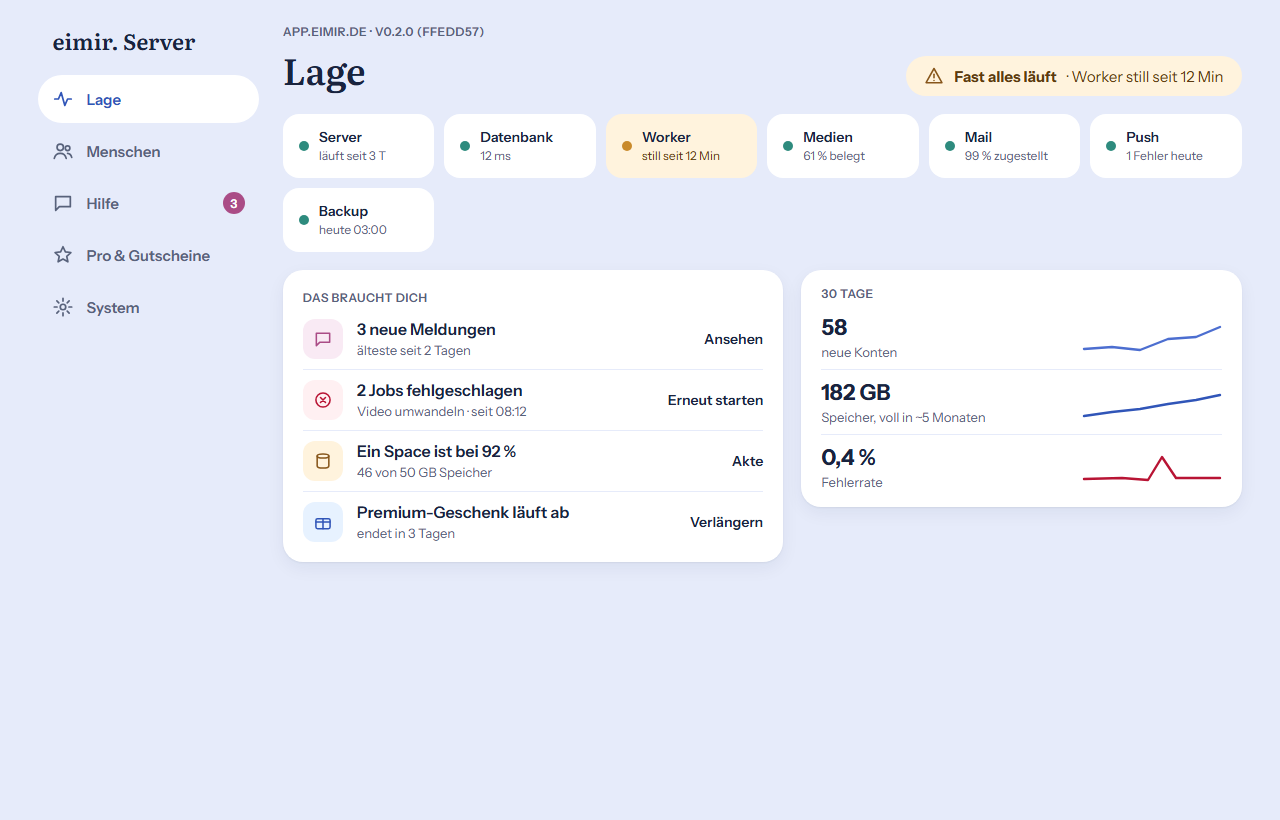 eimir. Server
Lage
Menschen
Hilfe
3
Pro & Gutscheine
System
APP.EIMIR.DE · V0.2.0 (FFEDD57)
Lage
Fast alles läuft · Worker still seit 12 Min
Server
läuft seit 3 T
Datenbank
12 ms
Worker
still seit 12 Min
Medien
61 % belegt
Mail
99 % zugestellt
Push
1 Fehler heute
Backup
heute 03:00
DAS BRAUCHT DICH
3 neue Meldungen
älteste seit 2 Tagen
Ansehen
2 Jobs fehlgeschlagen
Video umwandeln · seit 08:12
Erneut starten
Ein Space ist bei 92 %
46 von 50 GB Speicher
Akte
Premium-Geschenk läuft ab
endet in 3 Tagen
Verlängern
30 TAGE
58
neue Konten
182 GB
Speicher, voll in ~5 Monaten
0,4 %
Fehlerrate